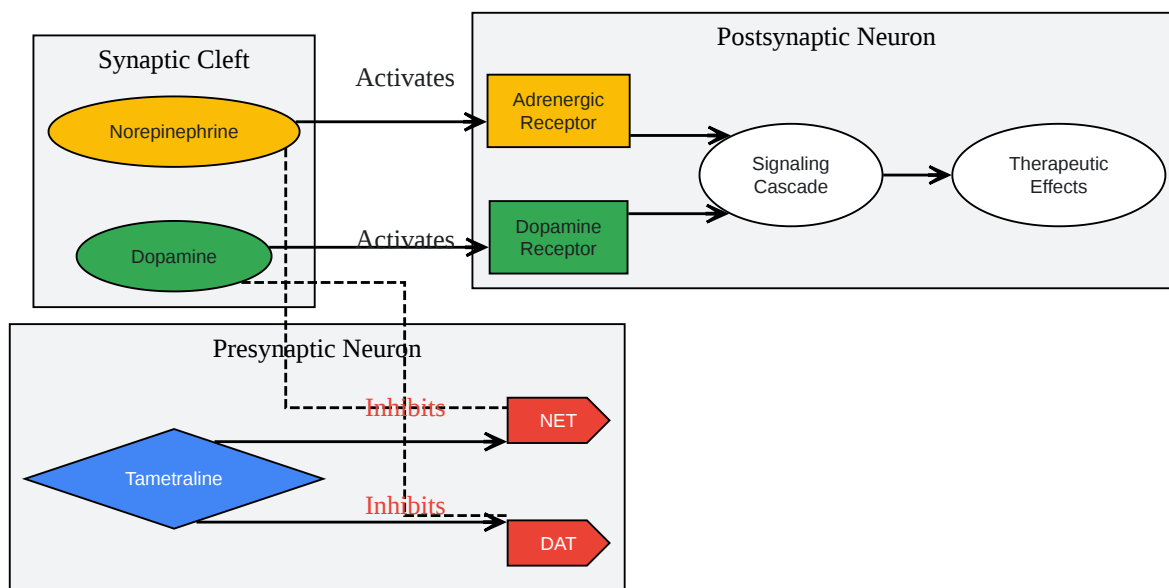 Synaptic Cleft
Norepinephrine
Dopamine
Activates
Activates
Postsynaptic Neuron
Adrenergic
Receptor
Dopamine
Receptor
Signaling
Cascade
Therapeutic
Effects
Presynaptic Neuron
Tametraline
Inhibits
Inhibits
NET
DAT